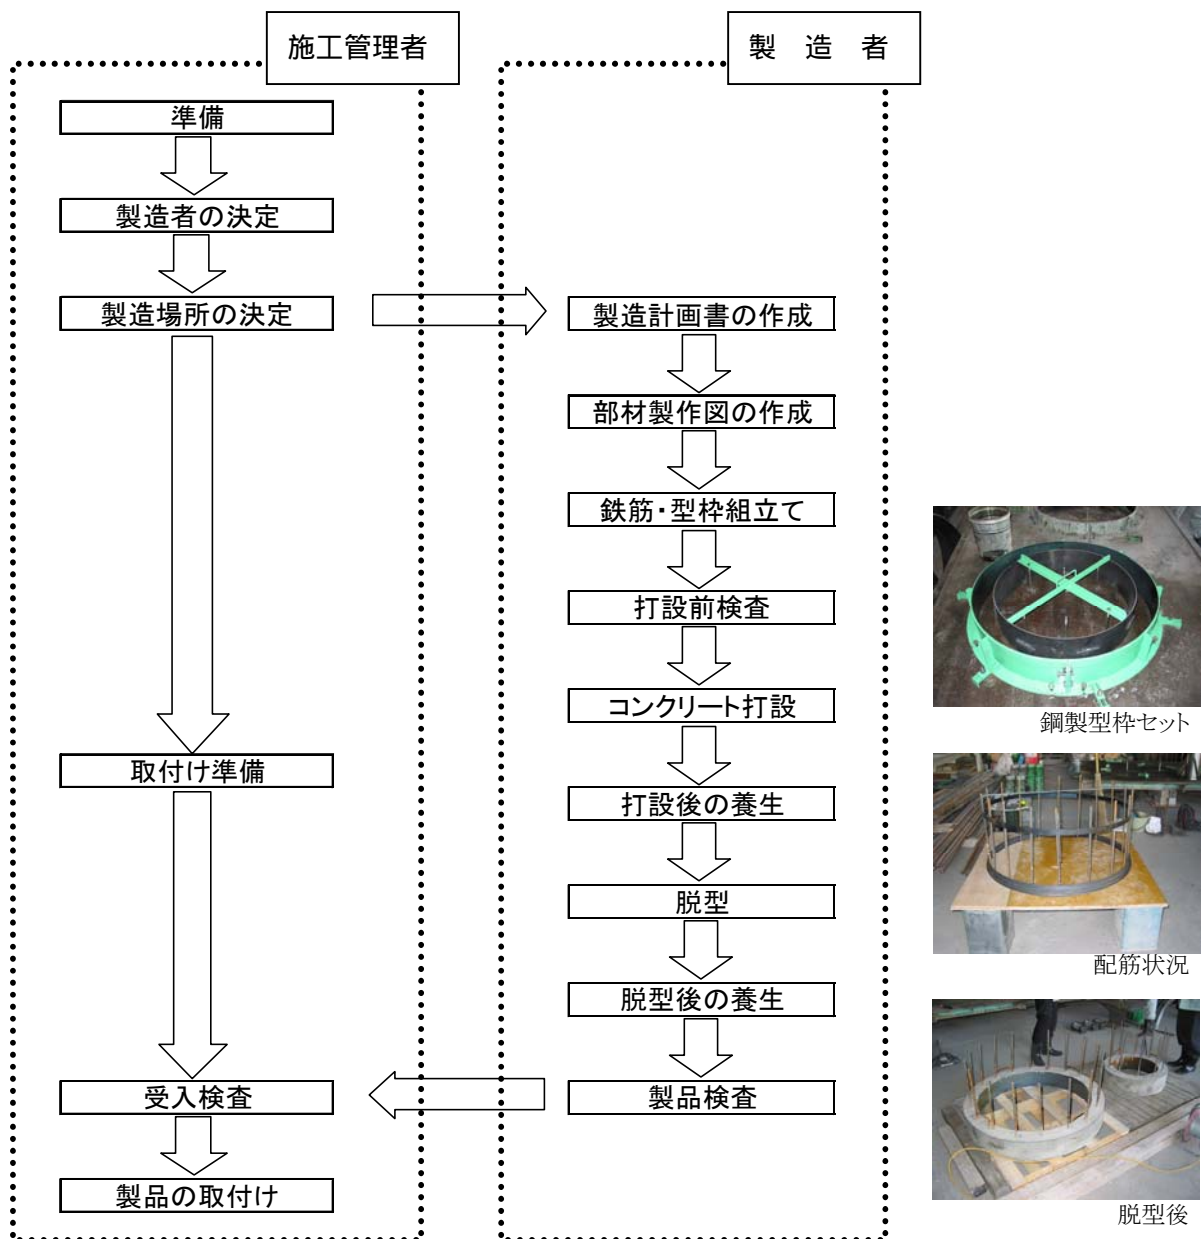 施工管理者
準備
製造者の決定
製造場所の決定
取付け準備
受入検査
製品の取付け
製　造　者
製造計画書の作成
部材製作図の作成
鉄筋・型枠組立て
打設前検査
コンクリート打設
打設後の養生
脱型
脱型後の養生
製品検査
鋼製型枠セット
配筋状況
脱型後